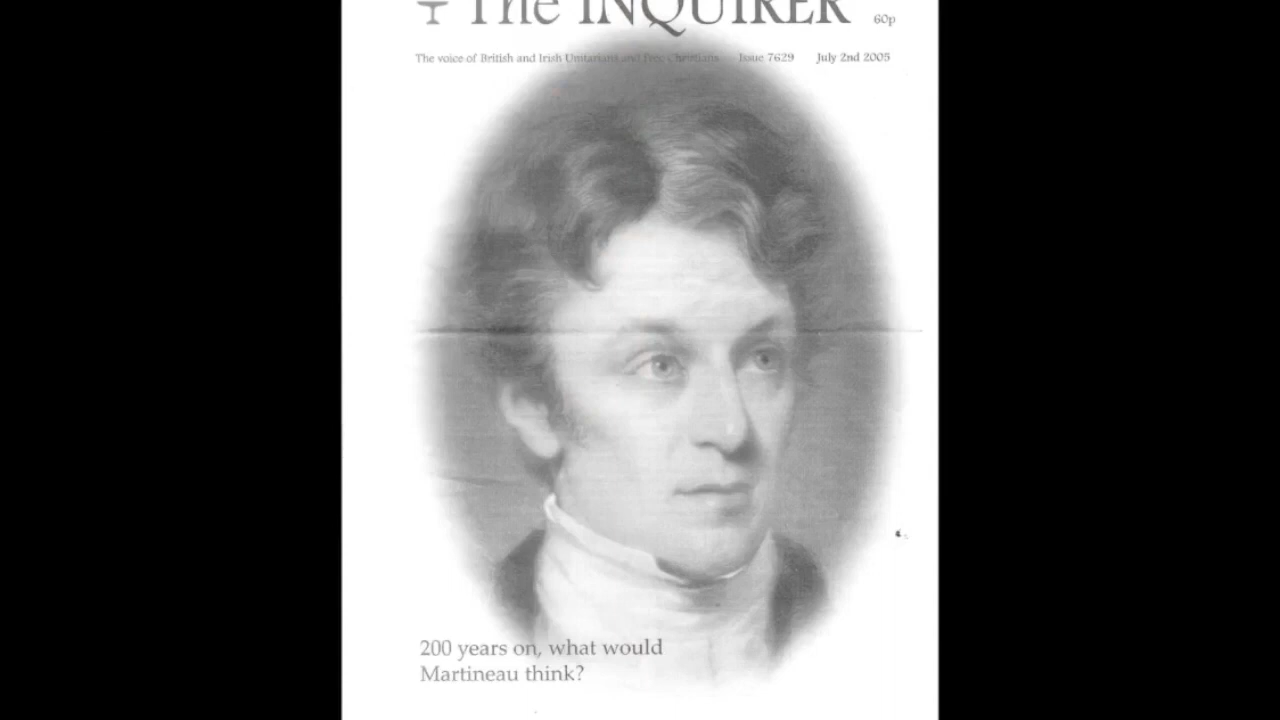 The INQUIRER
60p
The voice of British and Irish Unitarians and Free Christians Issue 7629 July 2nd 2005
200 years on, what would
Martineau think?